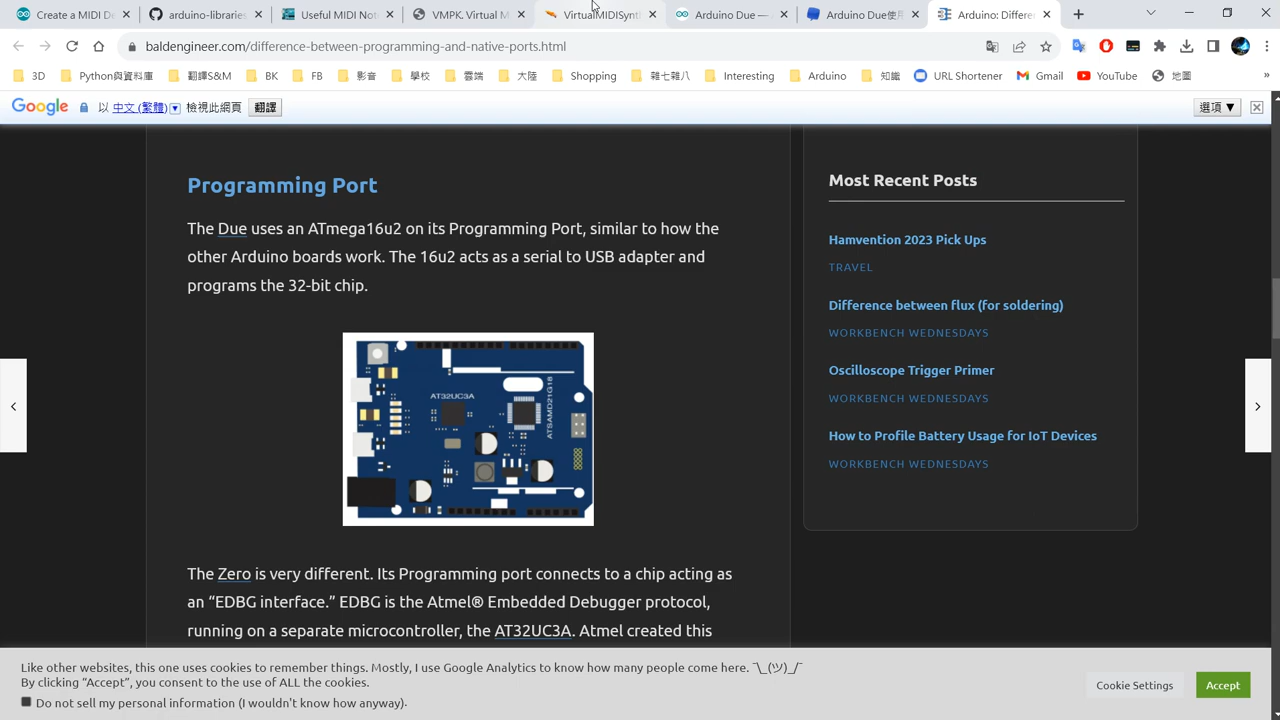 Create a MIDI De
arduino-libraries
Useful MIDI Not
VMPK. Virtual M
VirtualMIDISynt
Arduino Due —
Arduino Due使用
Arduino: Differe
baldengineer.com/difference-between-programming-and-native-ports.html
3D
Python與資料庫
翻譯S&M
BK
FB
影音
學校
雲端
大陸
Shopping
雜七雜八
Interesting
Arduino
知識
URL Shortener
Gmail
YouTube
地圖
»
Google 以 中文 (繁體) ▼ 檢視此網頁 翻譯
選項 ▼
Programming Port
The Due uses an ATmega16u2 on its Programming Port, similar to how the
other Arduino boards work. The 16u2 acts as a serial to USB adapter and
programs the 32-bit chip.
AT32UC3A
ATSAMD21G18
The Zero is very different. Its Programming port connects to a chip acting as
an “EDBG interface.” EDBG is the Atmel® Embedded Debugger protocol,
running on a separate microcontroller, the AT32UC3A. Atmel created this
Most Recent Posts
Hamvention 2023 Pick Ups
TRAVEL
Difference between flux (for soldering)
WORKBENCH WEDNESDAYS
Oscilloscope Trigger Primer
WORKBENCH WEDNESDAYS
How to Profile Battery Usage for IoT Devices
WORKBENCH WEDNESDAYS
Like other websites, this one uses cookies to remember things. Mostly, I use Google Analytics to know how many people come here. ¯\_(ツ)_/¯
By clicking “Accept”, you consent to the use of ALL the cookies.
Do not sell my personal information (I wouldn't know how anyway).
Cookie Settings
Accept